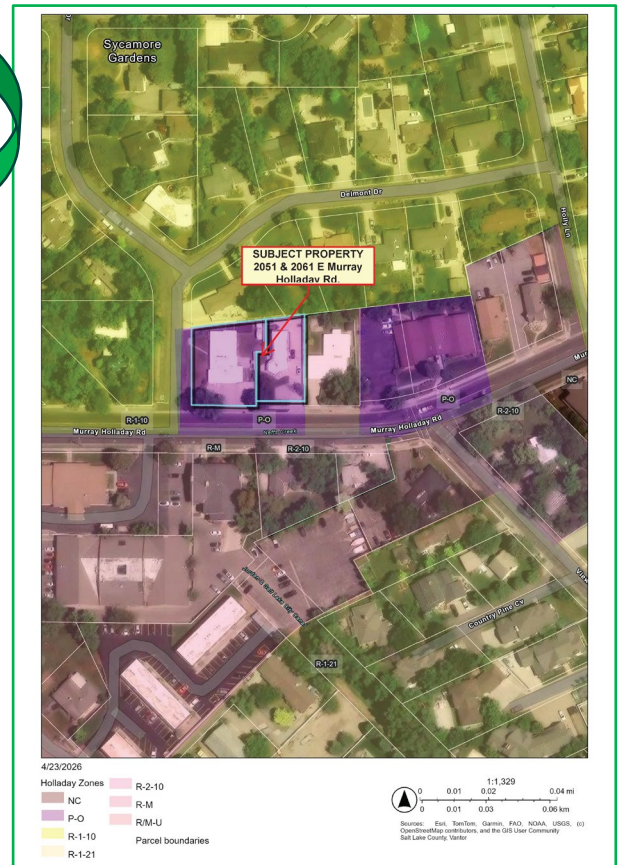 Dr
Sycamore
Gardens
Delmont Dr
Holly Ln
SUBJECT PROPERTY
2051 & 2061 E Murray
Holladay Rd.
R-1-10
P-O
P-O
R-2-10
NC
Murray Holladay Rd
Murray Holladay Rd
R-M
R-2-10
Country Pine Cv
R-1-21
4/23/2026
Holladay Zones
NC
P-O
R-1-10
R-1-21
R-2-10
R-M
R/M-U
Parcel boundaries
1:1,329
0 0.01 0.02 0.04 mi
0 0.01 0.03 0.06 km
Sources: Esri, TomTom, Garmin, FAO, NOAA, USGS, (c)
OpenStreetMap contributors, and the GIS User Community
Salt Lake County, Vantor